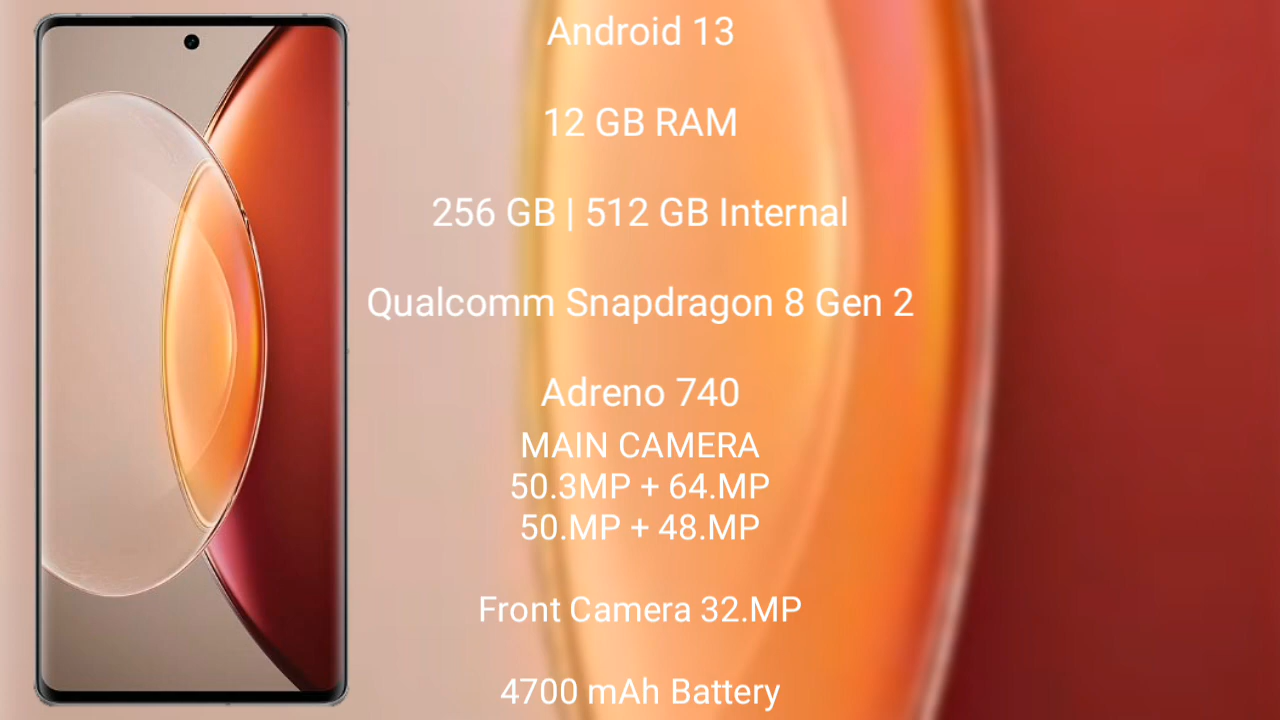 Android 13
12 GB RAM
256 GB | 512 GB Internal
Qualcomm Snapdragon 8 Gen 2
Adreno 740
MAIN CAMERA
50.3MP + 64.MP
50.MP + 48.MP
Front Camera 32.MP
4700 mAh Battery